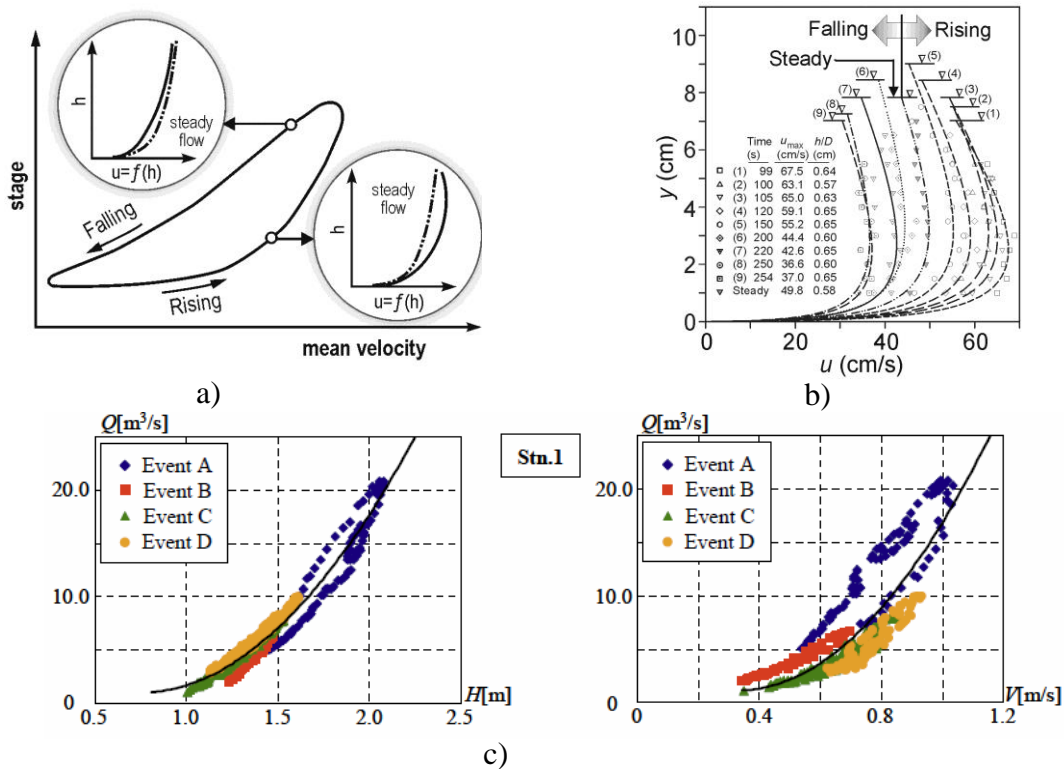 stage
h
steady
flow
u=f(h)
Falling
Rising
steady
flow
h
u=f(h)
mean velocity
a)
10
8
6
4
2
0
y (cm)
Falling
Rising
Steady
(1)
(2)
(3)
(4)
(5)
(6)
(7)
(8)
(9)
Time u_max h/D
(s) (cm/s) (cm)
(1) 99 67.5 0.64
(2) 100 63.1 0.57
(3) 105 65.0 0.63
(4) 120 59.1 0.65
(5) 150 55.2 0.65
(6) 200 44.4 0.60
(7) 220 42.6 0.65
(8) 250 36.6 0.60
(9) 254 37.0 0.65
Steady 49.8 0.58
0 20 40 60
u (cm/s)
b)
Q[m³/s]
Event A
Event B
Event C
Event D
20.0
10.0
0
0.5 1.0 1.5 2.0 2.5
H[m]
Stn.1
Q[m³/s]
Event A
Event B
Event C
Event D
20.0
10.0
0
0 0.4 0.8 1.2
V[m/s]
c)